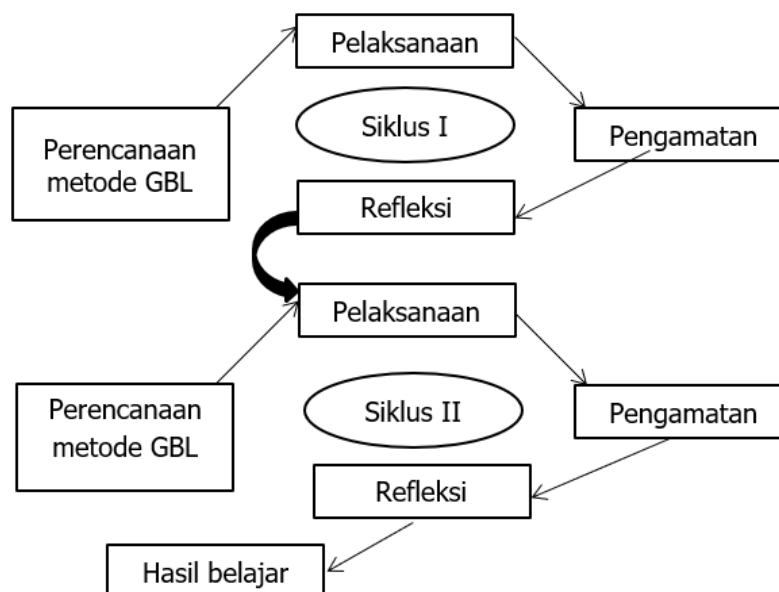 Pelaksanaan
Siklus I
Perencanaan
metode GBL
Pengamatan
Refleksi
Pelaksanaan
Perencanaan
metode GBL
Siklus II
Pengamatan
Refleksi
Hasil belajar